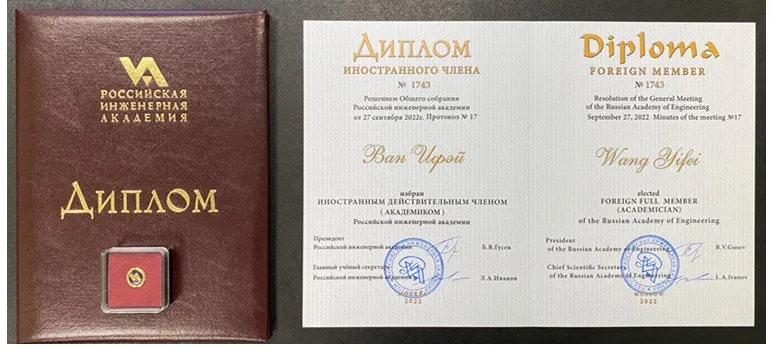 РОССИЙСКАЯ
ИНЖЕНЕРНАЯ
АКАДЕМИЯ
ДИПЛОМ
ДИПЛОМ
ИНОСТРАННОГО ЧЛЕНА
№ 1743
Решением Общего собрания
Российской инженерной академии
от 27 сентября 2022г. Протокол № 17
Ван Ифэй
избран
ИНОСТРАННЫМ ДЕЙСТВИТЕЛЬНЫМ ЧЛЕНОМ
(АКАДЕМИКОМ)
Российской инженерной академии
Президент
Российской инженерной академии
Б.В.Гусев
Главный учёный секретарь
Российской инженерной академии
Л.А.Иванов
МОСКВА
2022
Diploma
FOREIGN MEMBER
№ 1743
Resolution of the General Meeting
of the Russian Academy of Engineering
September 27, 2022 Minutes of the meeting №17
Wang Yifei
elected
FOREIGN FULL MEMBER
(ACADEMICIAN)
of the Russian Academy of Engineering
President
of the Russian Academy of Engineering
B.V.Gusev
Chief Scientific Secretary
of the Russian Academy of Engineering
L.A.Ivanov
MOSCOW
2022